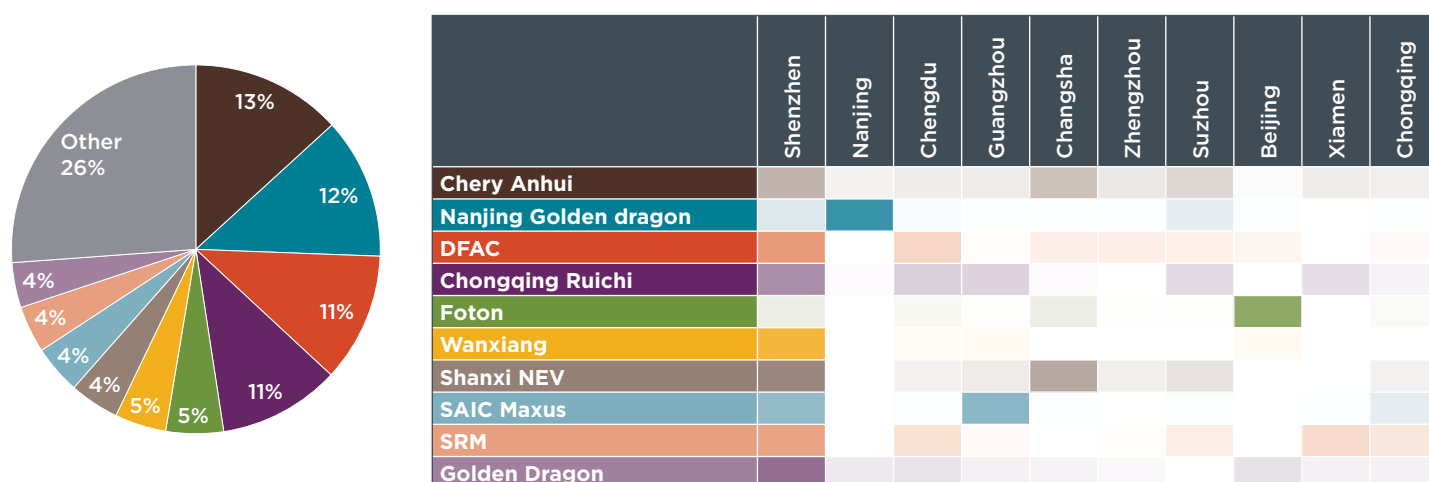 13%
12%
11%
11%
5%
5%
4%
4%
4%
4%
Other
26%
Shenzhen
Nanjing
Chengdu
Guangzhou
Changsha
Zhengzhou
Suzhou
Beijing
Xiamen
Chongqing
Chery Anhui
Nanjing Golden dragon
DFAC
Chongqing Ruichi
Foton
Wanxiang
Shanxi NEV
SAIC Maxus
SRM
Golden Dragon